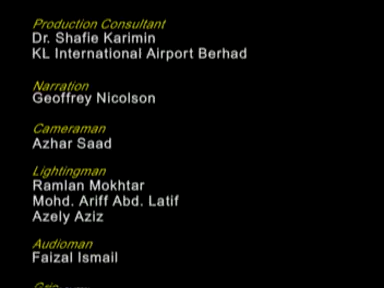 Production Consultant
Dr. Shafie Karimin
KL International Airport Berhad
Narration
Geoffrey Nicolson
Cameraman
Azhar Saad
Lightingman
Ramlan Mokhtar
Mohd. Ariff Abd. Latif
Azely Aziz
Audioman
Faizal Ismail